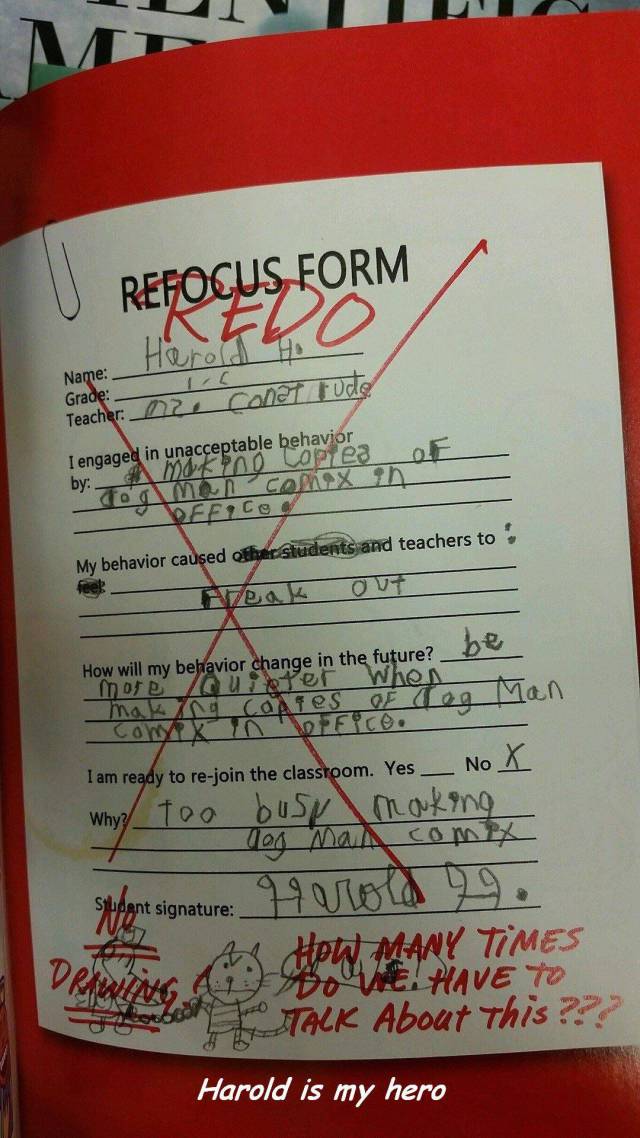 REFOCUS FORM
REDO
Name: Harold H.
Grade: 1-C
Teacher: mz. Construde
I engaged in unacceptable behavior
by: making copies of
dog man comix in
office.
My behavior caused other students and teachers to :
feel: Freak out
How will my behavior change in the future? be
more quieter when
making copies of dog Man
comix in office.
I am ready to re-join the classroom. Yes ___ No X
Why? too busy making
dog Man comix
Student signature: Harold H.
No
DRAWING!
HOW MANY TIMES
Do WE HAVE TO
TALK About This???
Harold is my hero